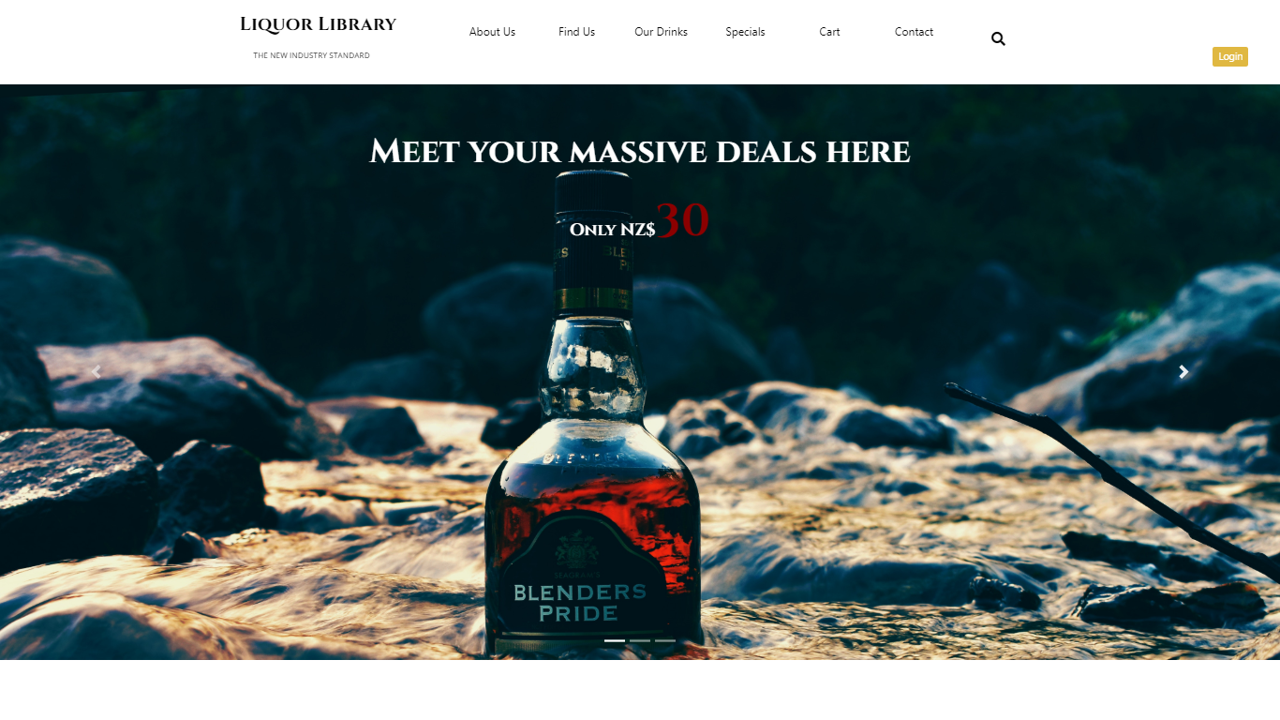 Liquor Library
THE NEW INDUSTRY STANDARD
About Us
Find Us
Our Drinks
Specials
Cart
Contact
Login
Meet your massive deals here
Only NZ$30
BLENDERS
PRIDE